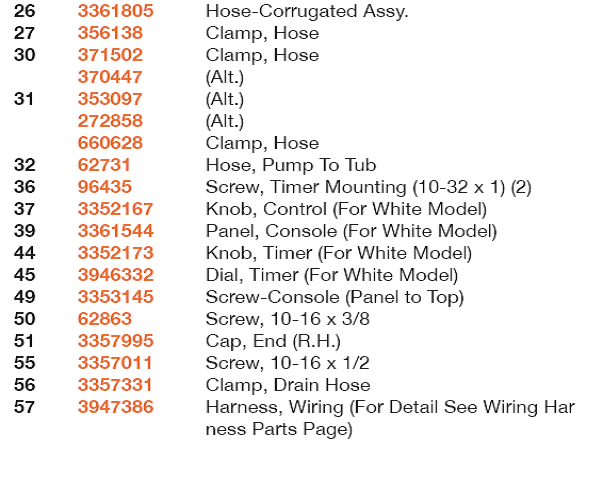 26 3361805 Hose-Corrugated Assy.
27 356138 Clamp, Hose
30 371502 Clamp, Hose
370447 (Alt.)
31 353097 (Alt.)
272858 (Alt.)
660628 Clamp, Hose
32 62731 Hose, Pump To Tub
36 96435 Screw, Timer Mounting (10-32 x 1) (2)
37 3352167 Knob, Control (For White Model)
39 3361544 Panel, Console (For White Model)
44 3352173 Knob, Timer (For White Model)
45 3946332 Dial, Timer (For White Model)
49 3353145 Screw-Console (Panel to Top)
50 62863 Screw, 10-16 x 3/8
51 3357995 Cap, End (R.H.)
55 3357011 Screw, 10-16 x 1/2
56 3357331 Clamp, Drain Hose
57 3947386 Harness, Wiring (For Detail See Wiring Har
ness Parts Page)